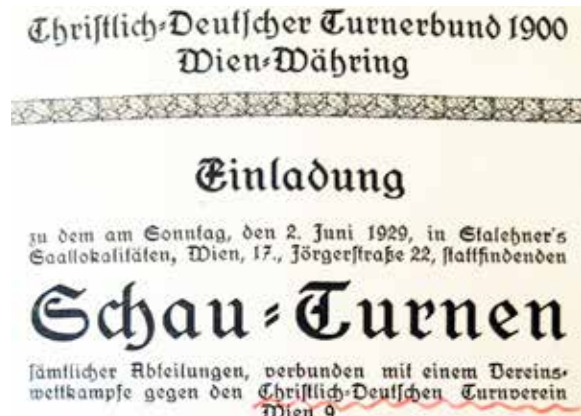 Christlich-Deutscher Turnerbund 1900
Wien-Währing
Einladung
zu dem am Sonntag, den 2. Juni 1929, in Stalehner's
Saallokalitäten, Wien, 17., Jörgerstraße 22, stattfindenden
Schau-Turnen
sämtlicher Abteilungen, verbunden mit einem Vereins-
wettkampfe gegen den Christlich-Deutschen Turnverein
Wien 9